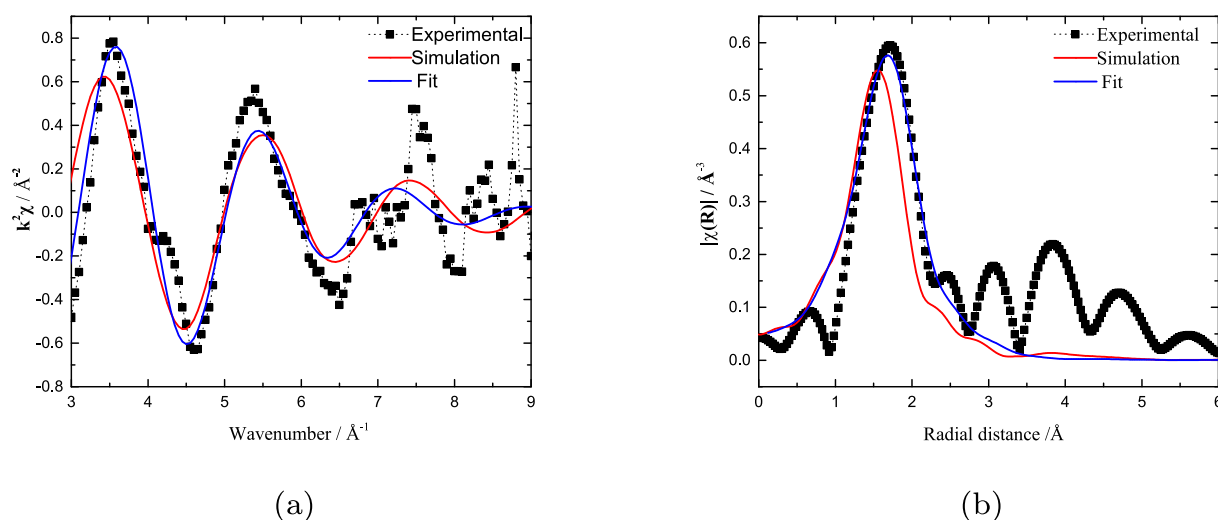 Experimental
Simulation
Fit
0.8
0.6
0.4
0.2
0.0
-0.2
-0.4
-0.6
-0.8
k²χ / Å⁻²
3 4 5 6 7 8 9
Wavenumber / Å⁻¹
(a)
Experimental
Simulation
Fit
0.6
0.5
0.4
0.3
0.2
0.1
0.0
|χ(R)| / Å⁻³
0 1 2 3 4 5 6
Radial distance /Å
(b)